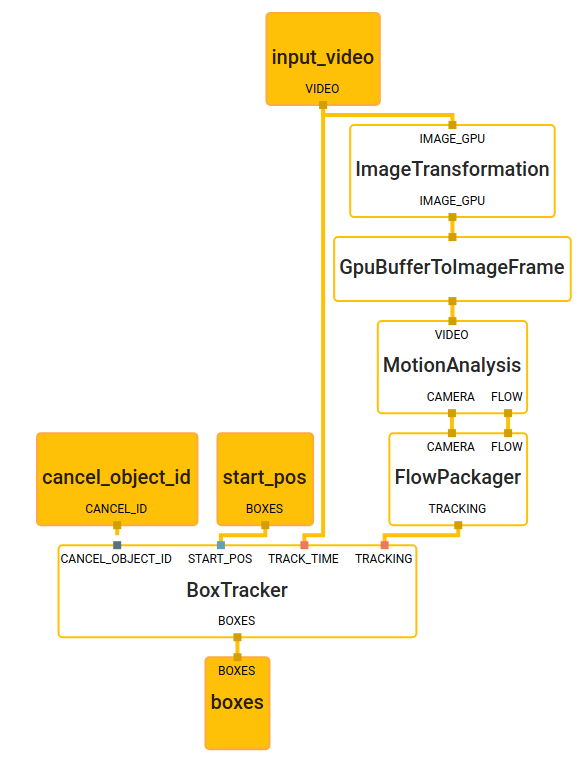 input_video
VIDEO
IMAGE_GPU
ImageTransformation
IMAGE_GPU
GpuBufferToImageFrame
VIDEO
MotionAnalysis
CAMERA FLOW
CAMERA FLOW
FlowPackager
TRACKING
cancel_object_id
CANCEL_ID
start_pos
BOXES
CANCEL_OBJECT_ID START_POS TRACK_TIME TRACKING
BoxTracker
BOXES
BOXES
boxes